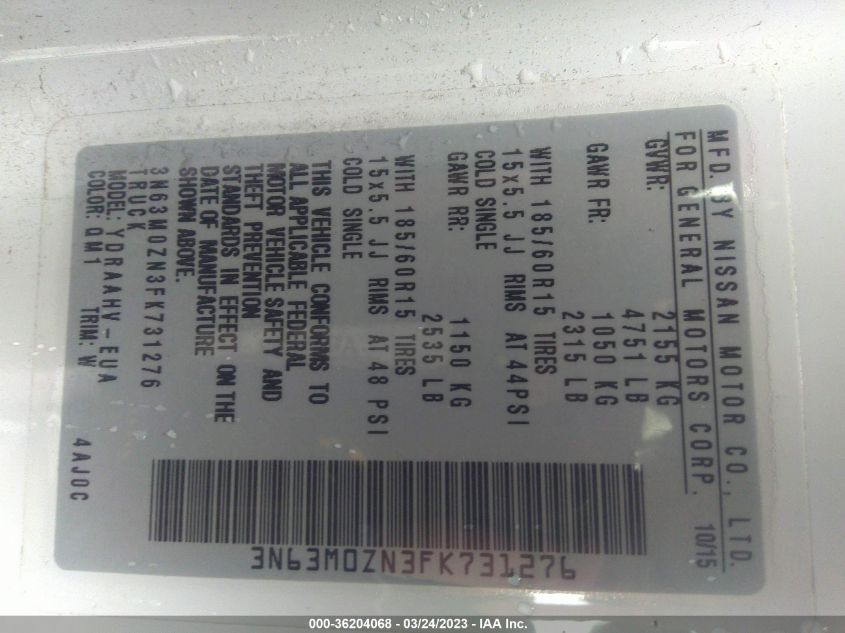 MFD. BY NISSAN MOTOR CO., LTD.
FOR GENERAL MOTORS CORP. 10/15
GVWR: 2155 KG
4751 LB
GAWR FR: 1050 KG
2315 LB
WITH 185/60R15 TIRES
15x5.5 JJ RIMS AT 44PSI
COLD SINGLE
GAWR RR: 1150 KG
2535 LB
WITH 185/60R15 TIRES
15x5.5 JJ RIMS AT 48 PSI
COLD SINGLE
THIS VEHICLE CONFORMS TO
ALL APPLICABLE FEDERAL
MOTOR VEHICLE SAFETY AND
THEFT PREVENTION
STANDARDS IN EFFECT ON THE
DATE OF MANUFACTURE
SHOWN ABOVE.
3N63M0ZN3FK731276
TRUCK
MODEL: YDRAAHY-EUA
COLOR: QM1 TRIM: W 4AJ0C
3N63M0ZN3FK731276
000-36204068 - 03/24/2023 - IAA Inc.